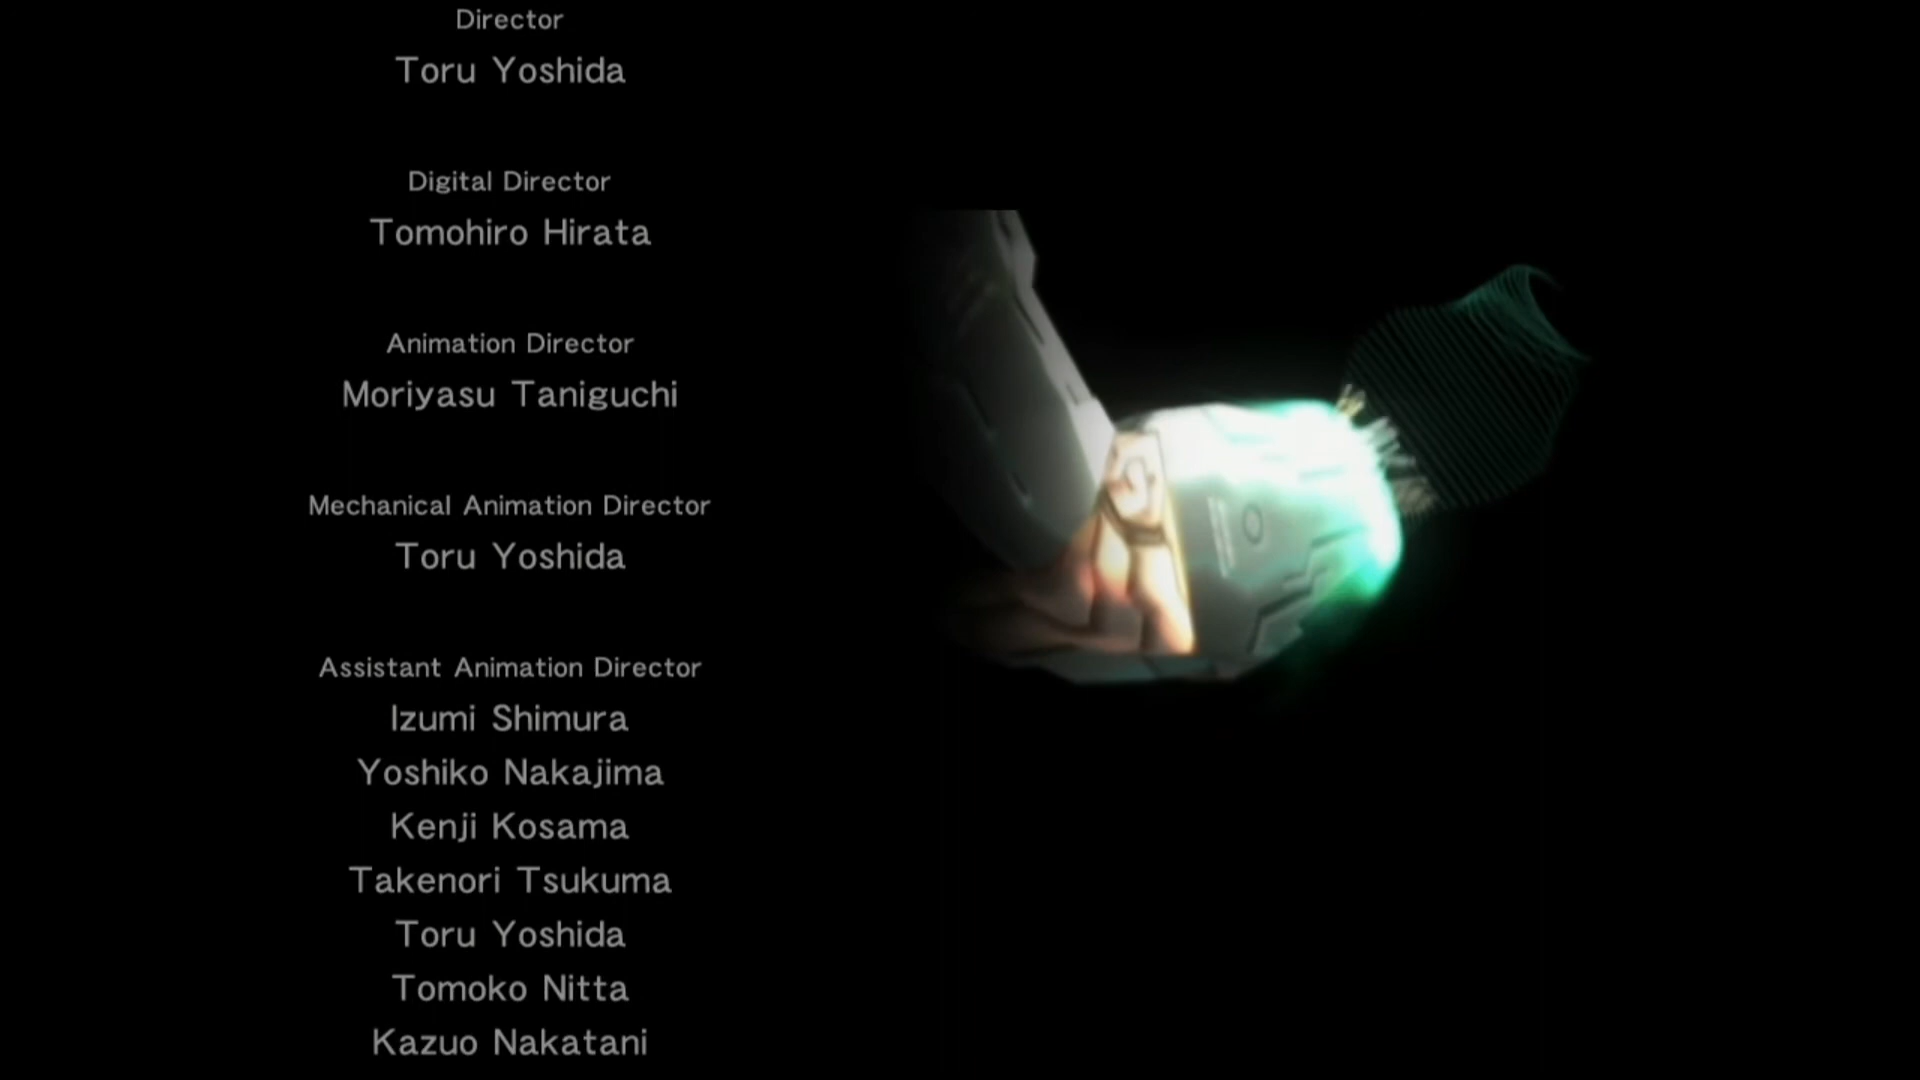 Director
Toru Yoshida
Digital Director
Tomohiro Hirata
Animation Director
Moriyasu Taniguchi
Mechanical Animation Director
Toru Yoshida
Assistant Animation Director
Izumi Shimura
Yoshiko Nakajima
Kenji Kosama
Takenori Tsukuma
Toru Yoshida
Tomoko Nitta
Kazuo Nakatani